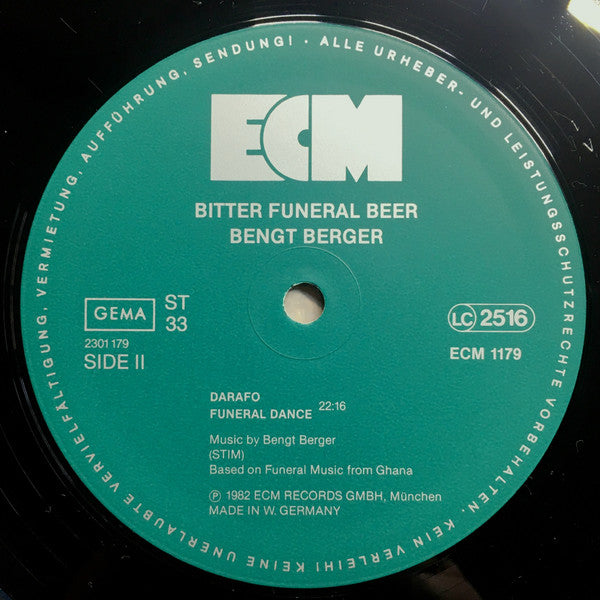 ALLE URHEBER- UND LEISTUNGSSCHUTZRECHTE VORBEHALTEN · KEIN VERLEIH! KEINE UNERLAUBTE VERVIELFÄLTIGUNG, VERMIETUNG, AUFFÜHRUNG, SENDUNG! ·
ECM
BITTER FUNERAL BEER
BENGT BERGER
GEMA
ST
33
2301 179
SIDE II
LC 2516
ECM 1179
DARAFO
FUNERAL DANCE 22:16
Music by Bengt Berger
(STIM)
Based on Funeral Music from Ghana
Ⓟ 1982 ECM RECORDS GMBH, München
MADE IN W. GERMANY